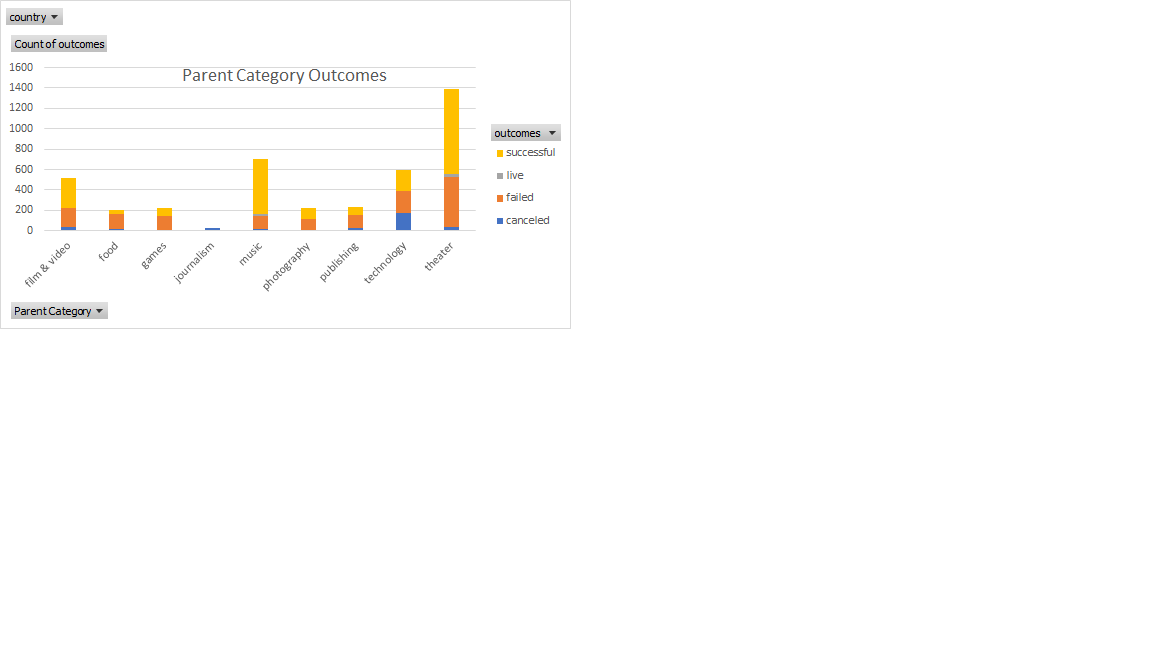 country
Count of outcomes
Parent Category Outcomes
1600
1400
1200
1000
800
600
400
200
0
film & video
food
games
journalism
music
photography
publishing
technology
theater
outcomes
successful
live
failed
canceled
Parent Category